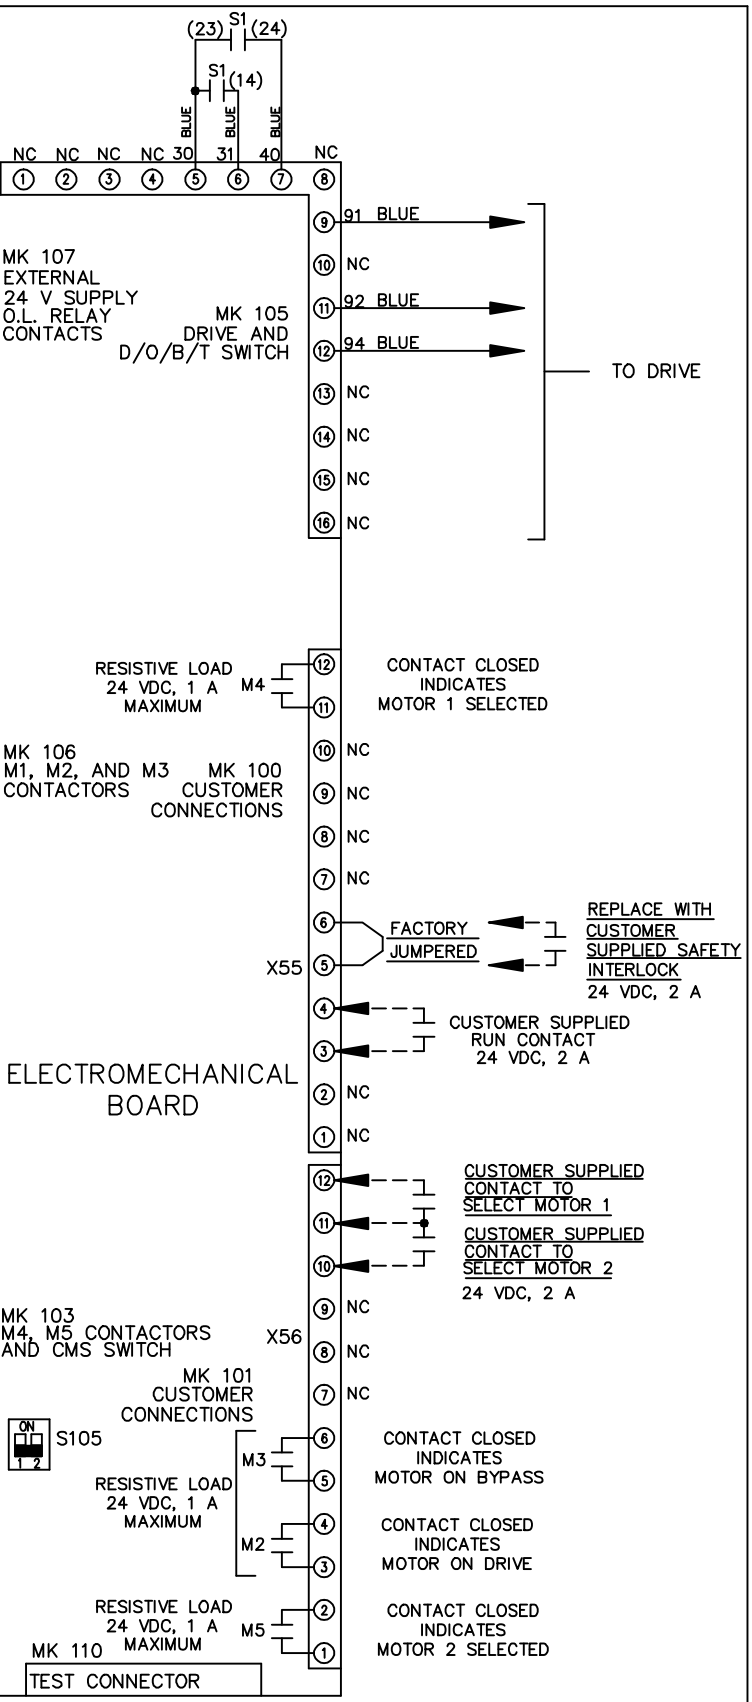 S1
(23) (24)
S1
(14)
BLUE BLUE BLUE
NC NC NC NC 30 31 40 NC
1 2 3 4 5 6 7 8
9 91 BLUE
10 NC
MK 107
EXTERNAL
24 V SUPPLY
O.L. RELAY
CONTACTS
MK 105
DRIVE AND
D/O/B/T SWITCH
11 92 BLUE
12 94 BLUE
TO DRIVE
13 NC
14 NC
15 NC
16 NC
RESISTIVE LOAD
24 VDC, 1 A
MAXIMUM
M4
12
11
CONTACT CLOSED
INDICATES
MOTOR 1 SELECTED
MK 106
M1, M2, AND M3
CONTACTORS
MK 100
CUSTOMER
CONNECTIONS
10 NC
9 NC
8 NC
7 NC
6
X55 5
FACTORY
JUMPERED
REPLACE WITH
CUSTOMER
SUPPLIED SAFETY
INTERLOCK
24 VDC, 2 A
4
3
CUSTOMER SUPPLIED
RUN CONTACT
24 VDC, 2 A
ELECTROMECHANICAL
BOARD
2 NC
1 NC
12
11
10
CUSTOMER SUPPLIED
CONTACT TO
SELECT MOTOR 1
CUSTOMER SUPPLIED
CONTACT TO
SELECT MOTOR 2
24 VDC, 2 A
MK 103
M4, M5 CONTACTORS
AND CMS SWITCH
X56
9 NC
8 NC
7 NC
MK 101
CUSTOMER
CONNECTIONS
ON
1 2
S105
RESISTIVE LOAD
24 VDC, 1 A
MAXIMUM
M3
6
5
CONTACT CLOSED
INDICATES
MOTOR ON BYPASS
M2
4
3
CONTACT CLOSED
INDICATES
MOTOR ON DRIVE
RESISTIVE LOAD
24 VDC, 1 A
MAXIMUM
M5
2
1
CONTACT CLOSED
INDICATES
MOTOR 2 SELECTED
MK 110
TEST CONNECTOR